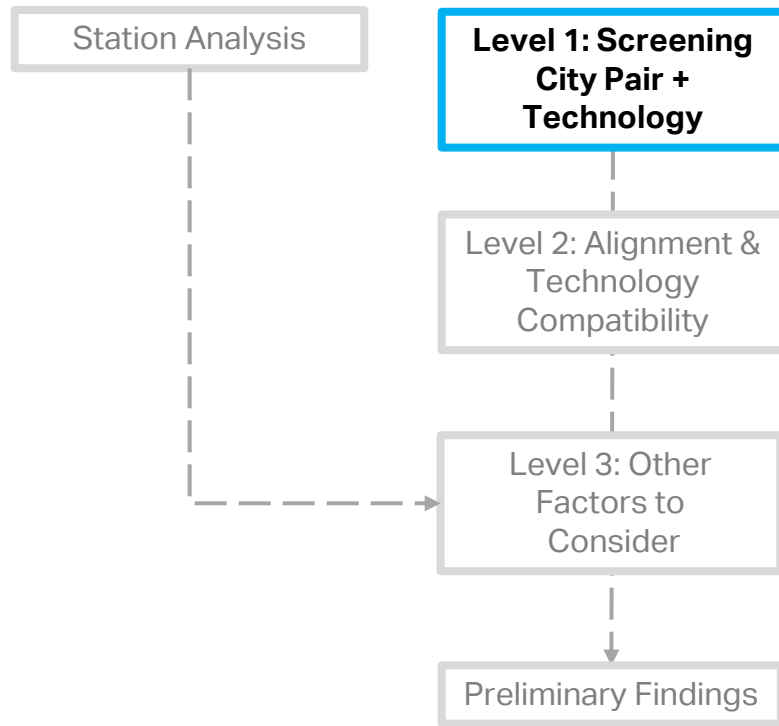 Station Analysis
Level 1: Screening
City Pair +
Technology
Level 2: Alignment &
Technology
Compatibility
Level 3: Other
Factors to
Consider
Preliminary Findings